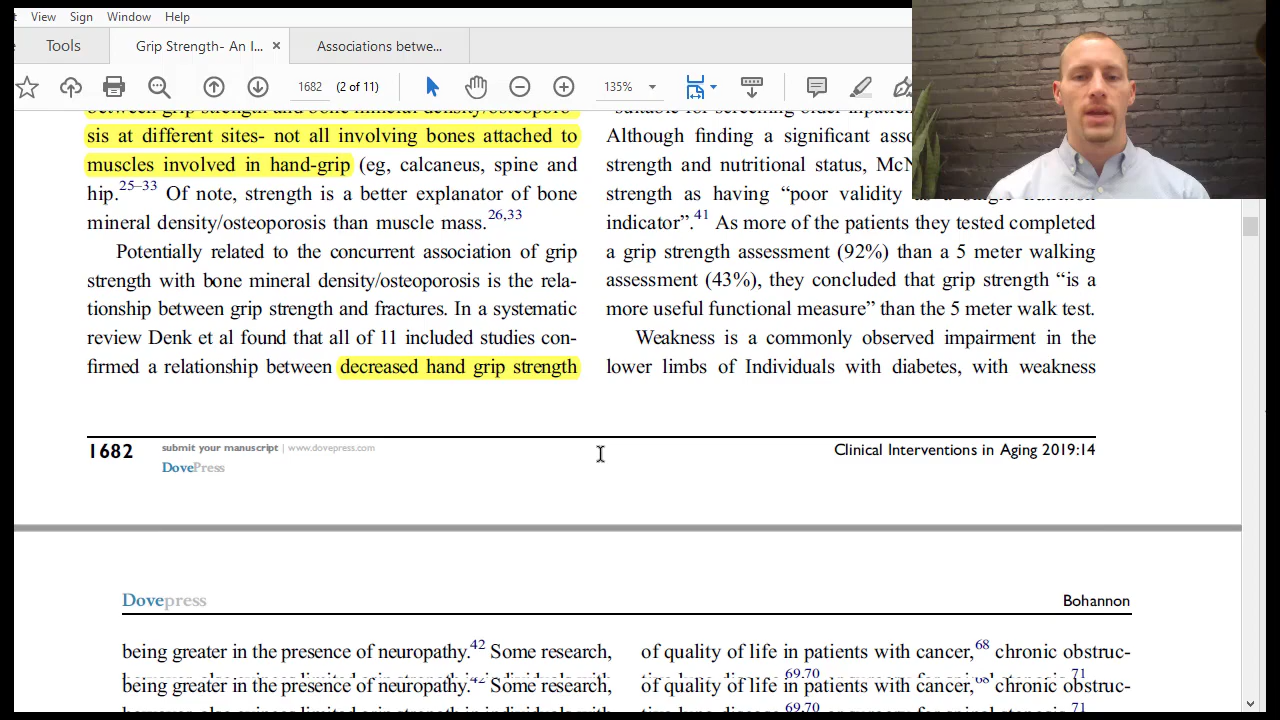 View Sign Window Help
Tools
Grip Strength- An I... ×
Associations betwe...
1682 (2 of 11)
135%
sis at different sites- not all involving bones attached to
muscles involved in hand-grip (eg, calcaneus, spine and
hip.25–33 Of note, strength is a better explanator of bone
mineral density/osteoporosis than muscle mass.26,33
Potentially related to the concurrent association of grip
strength with bone mineral density/osteoporosis is the rela-
tionship between grip strength and fractures. In a systematic
review Denk et al found that all of 11 included studies con-
firmed a relationship between decreased hand grip strength
Although finding a significant
strength and nutritional status,
strength as having “poor validity
indicator”.41 As more of the patients they tested completed
a grip strength assessment (92%) than a 5 meter walking
assessment (43%), they concluded that grip strength “is a
more useful functional measure” than the 5 meter walk test.
Weakness is a commonly observed impairment in the
lower limbs of Individuals with diabetes, with weakness
1682
submit your manuscript | www.dovepress.com
DovePress
Clinical Interventions in Aging 2019:14
Dovepress
Bohannon
being greater in the presence of neuropathy.42 Some research,
being greater in the presence of neuropathy.42 Some research,
of quality of life in patients with cancer,68 chronic obstruc-
of quality of life in patients with cancer,68 chronic obstruc-